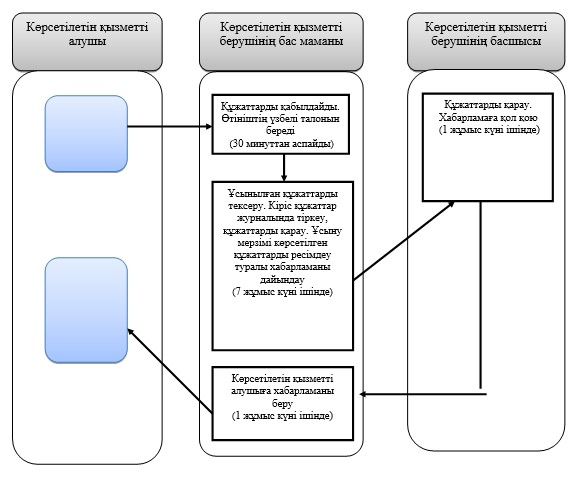 Көрсетілетін қызметті
алушы
Көрсетілетін қызметті
берушінің бас маманы
Көрсетілетін қызметті
берушінің басшысы
Құжаттарды қабылдайды.
Өтініштің үзбелі талонын
береді
(30 минуттан аспайды)
Құжаттарды қарау.
Хабарламаға қол қою
(1 жұмыс күні ішінде)
Ұсынылған құжаттарды
тексеру. Кіріс құжаттар
журналында тіркеу,
құжаттарды қарау. Ұсыну
мерзімі көрсетілген
құжаттарды ресімдеу
туралы хабарламаны
дайындау
(7 жұмыс күні ішінде)
Көрсетілетін қызметті
алушыға хабарламаны
беру
(1 жұмыс күні ішінде)